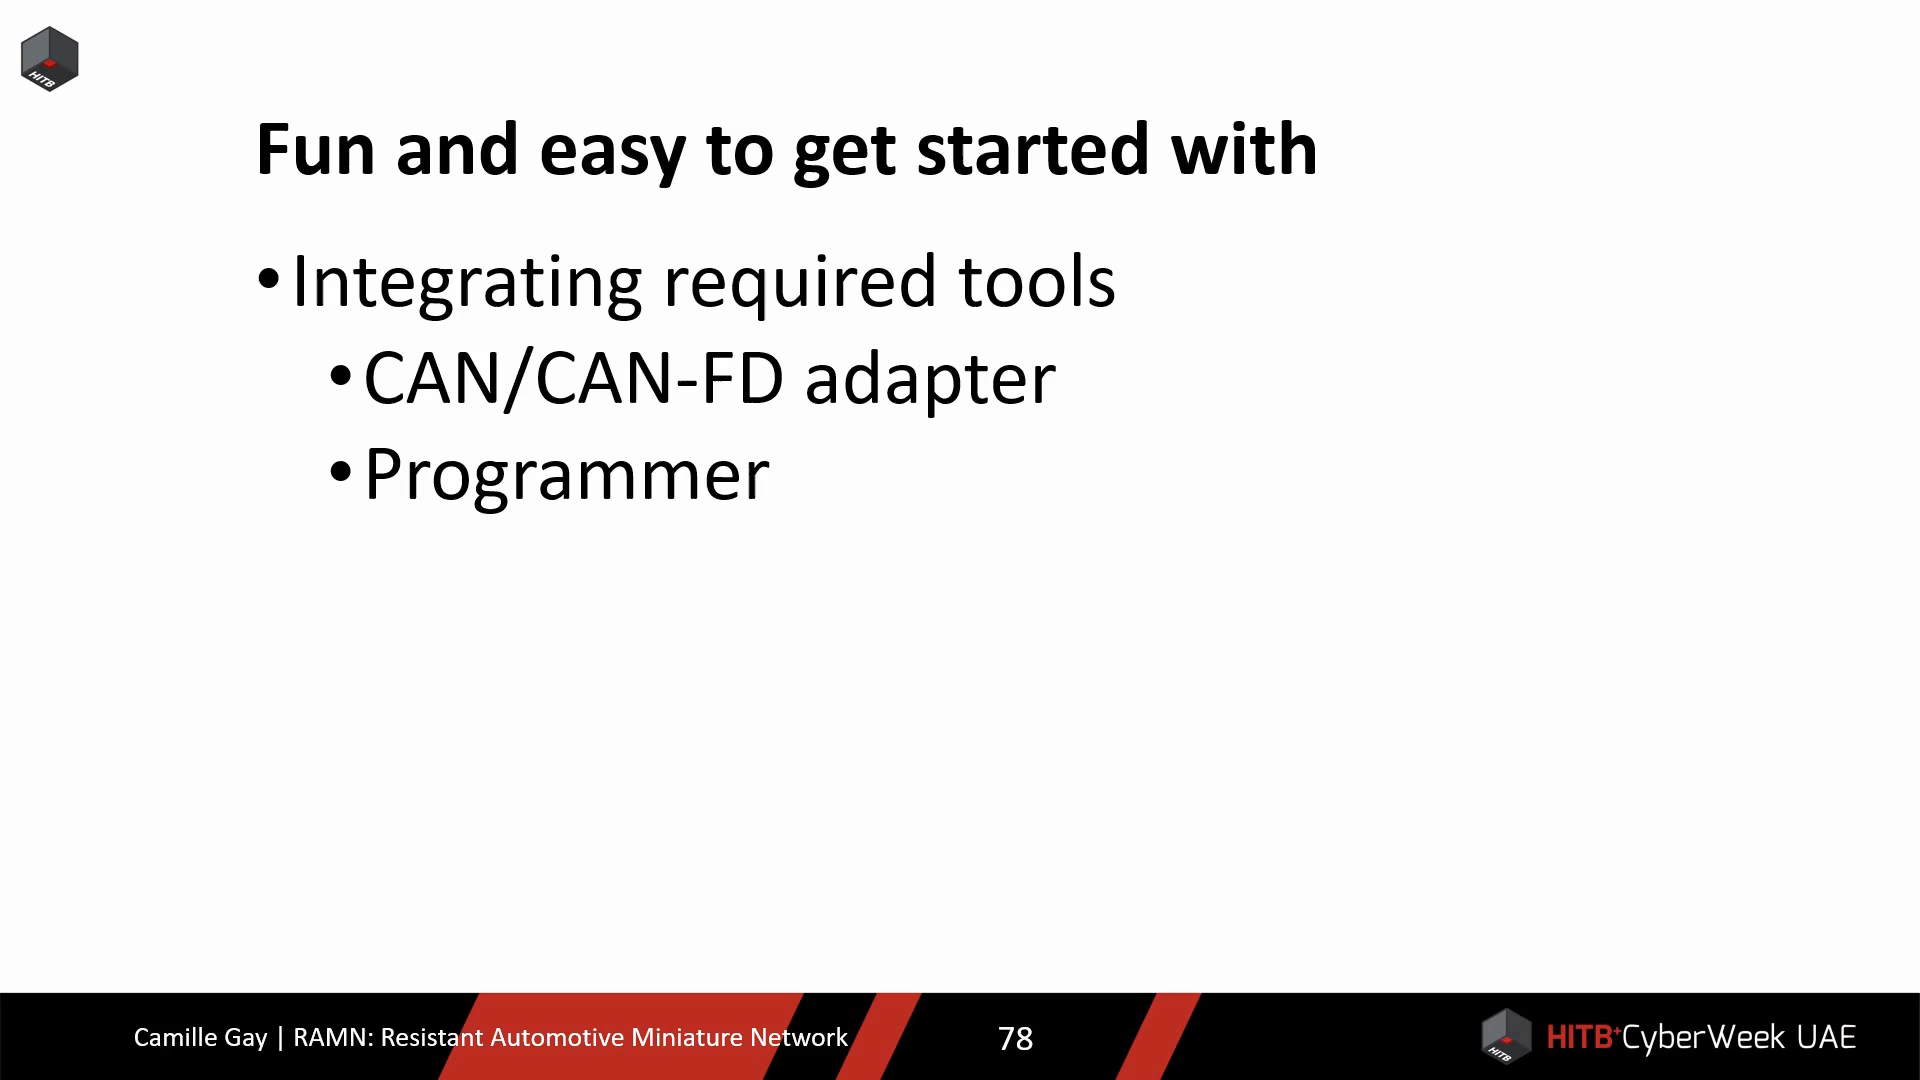 HITB
Fun and easy to get started with
•Integrating required tools
•CAN/CAN-FD adapter
•Programmer
Camille Gay | RAMN: Resistant Automotive Miniature Network
78
HITB
HITB+CyberWeek UAE